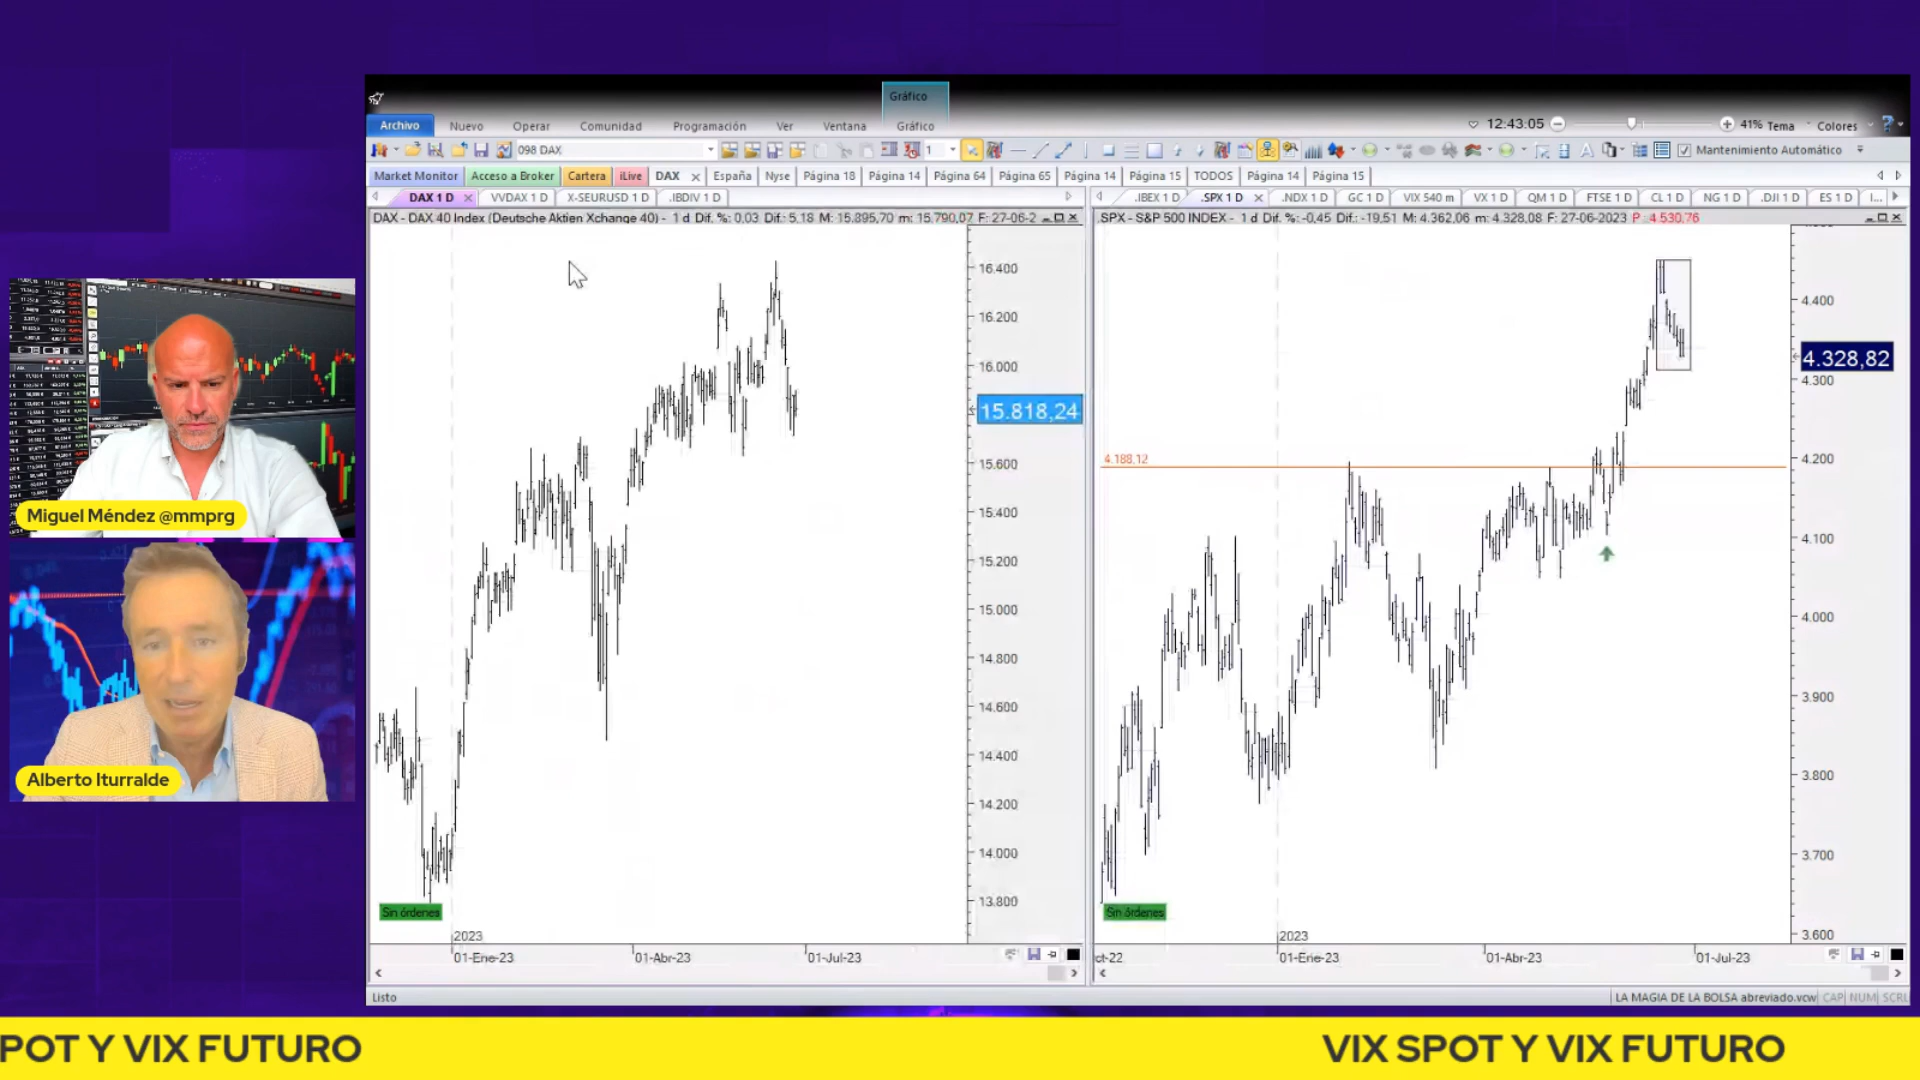 Gráfico
Archivo Nuevo Operar Comunidad Programación Ver Ventana Gráfico 12:43:05 41% Tema Colores
098 DAX 1 Mantenimiento Automático
Market Monitor Acceso a Broker Cartera iLive DAX España Nyse Página 18 Página 14 Página 64 Página 65 Página 14 Página 15 TODOS Página 14 Página 15
DAX 1 D VVDAX 1 D X-SEURUSD 1 D .IBDIV 1 D
.IBEX 1 D .SPX 1 D .NDX 1 D GC 1 D VIX 540 m VX 1 D QM 1 D FTSE 1 D CL 1 D NG 1 D .DJI 1 D ES 1 D I...
DAX - DAX 40 Index (Deutsche Aktien Xchange 40) - 1 d Dif. %: 0,03 Dif.: 5,18 M: 15.895,70 m: 15.790,07 F: 27-06-2
.SPX - S&P 500 INDEX - 1 d Dif. %: -0,45 Dif.: -19,51 M: 4.362,06 m: 4.328,08 F: 27-06-2023 P: 4.530,76
16.400
16.200
16.000
15.818,24
15.600
15.400
15.200
15.000
14.800
14.600
14.400
14.200
14.000
13.800
Sin órdenes
2023
01-Ene-23 01-Abr-23 01-Jul-23
4.400
4.328,82
4.300
4.188.12
4.200
4.100
4.000
3.900
3.800
3.700
3.600
Sin órdenes
2023
ct-22 01-Ene-23 01-Abr-23 01-Jul-23
Listo
LA MAGIA DE LA BOLSA abreviado.vcw CAP NUM SCRL
Miguel Méndez @mmprg
Alberto Iturralde
POT Y VIX FUTURO
VIX SPOT Y VIX FUTURO